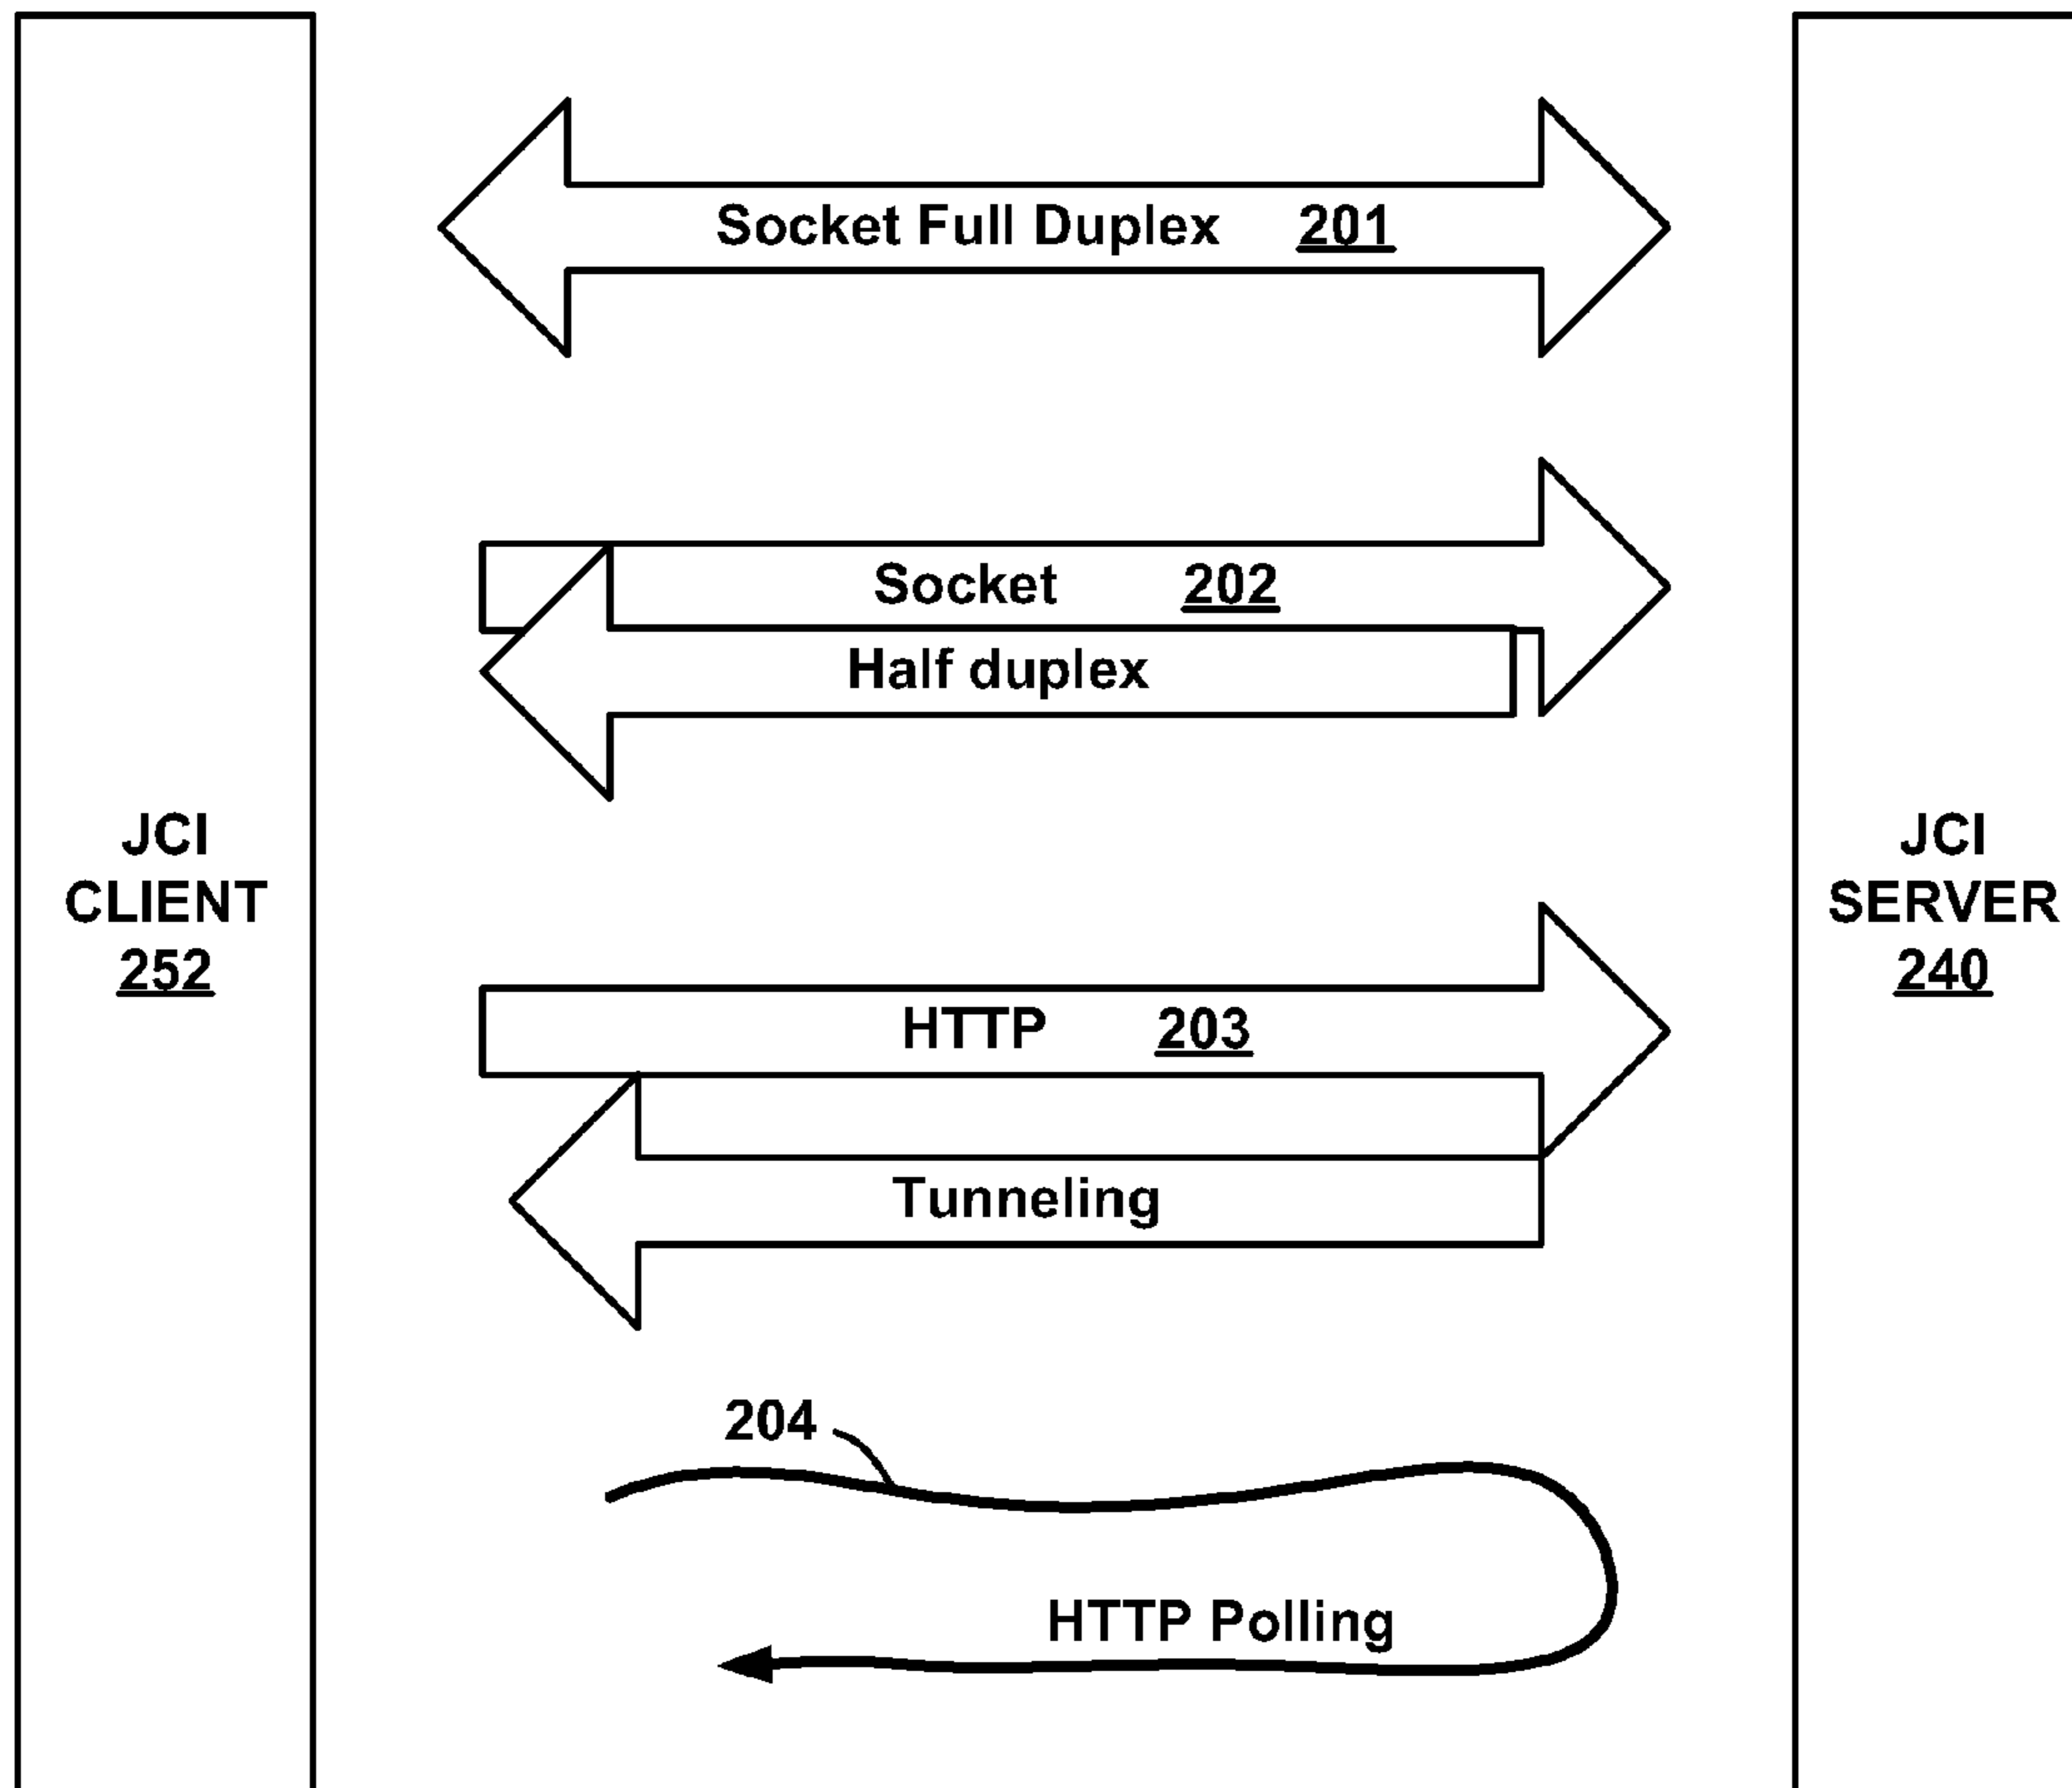 Socket Full Duplex 201
Socket 202
Half duplex
JCI
CLIENT
252
JCI
SERVER
240
HTTP 203
Tunneling
204
HTTP Polling